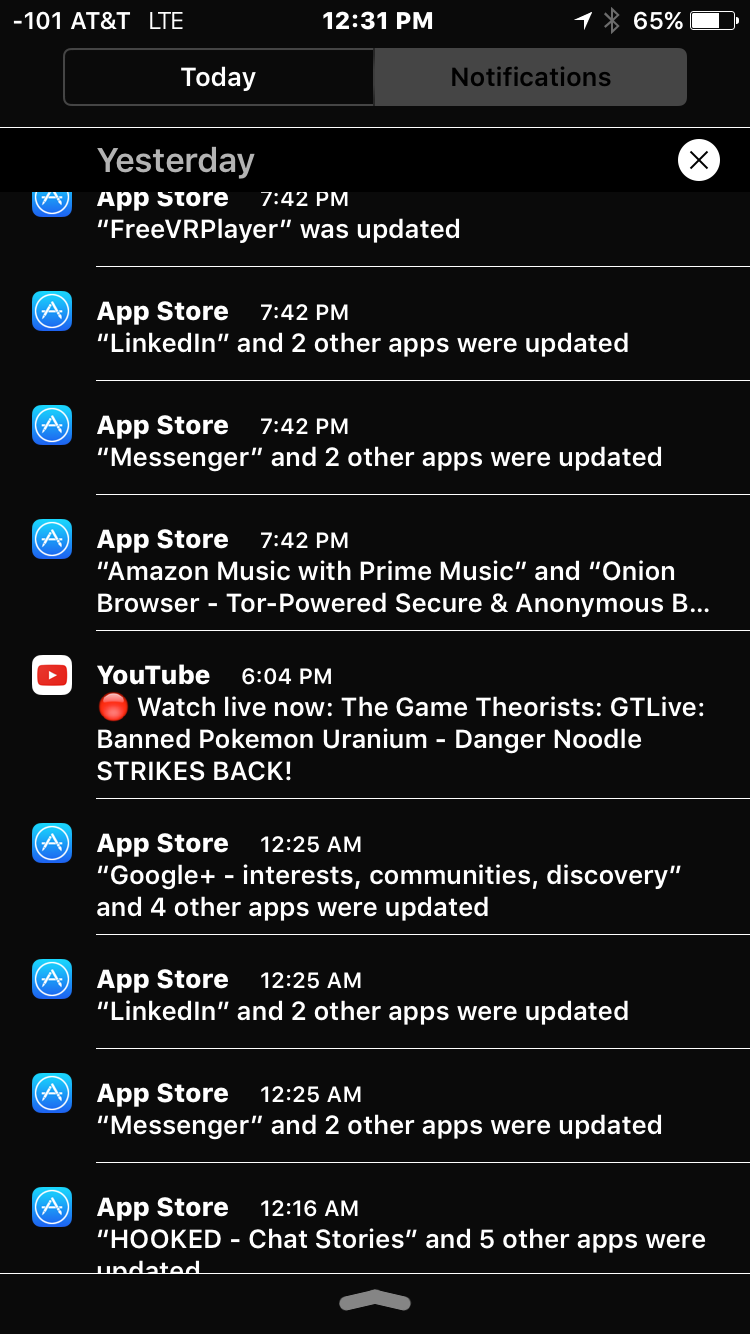 -101 AT&T LTE 12:31 PM 65%
Today Notifications
Yesterday
App Store 7:42 PM
“FreeVRPlayer” was updated
App Store 7:42 PM
“LinkedIn” and 2 other apps were updated
App Store 7:42 PM
“Messenger” and 2 other apps were updated
App Store 7:42 PM
“Amazon Music with Prime Music” and “Onion
Browser - Tor-Powered Secure & Anonymous B...
YouTube 6:04 PM
🔴 Watch live now: The Game Theorists: GTLive:
Banned Pokemon Uranium - Danger Noodle
STRIKES BACK!
App Store 12:25 AM
“Google+ - interests, communities, discovery”
and 4 other apps were updated
App Store 12:25 AM
“LinkedIn” and 2 other apps were updated
App Store 12:25 AM
“Messenger” and 2 other apps were updated
App Store 12:16 AM
“HOOKED - Chat Stories” and 5 other apps were
updated